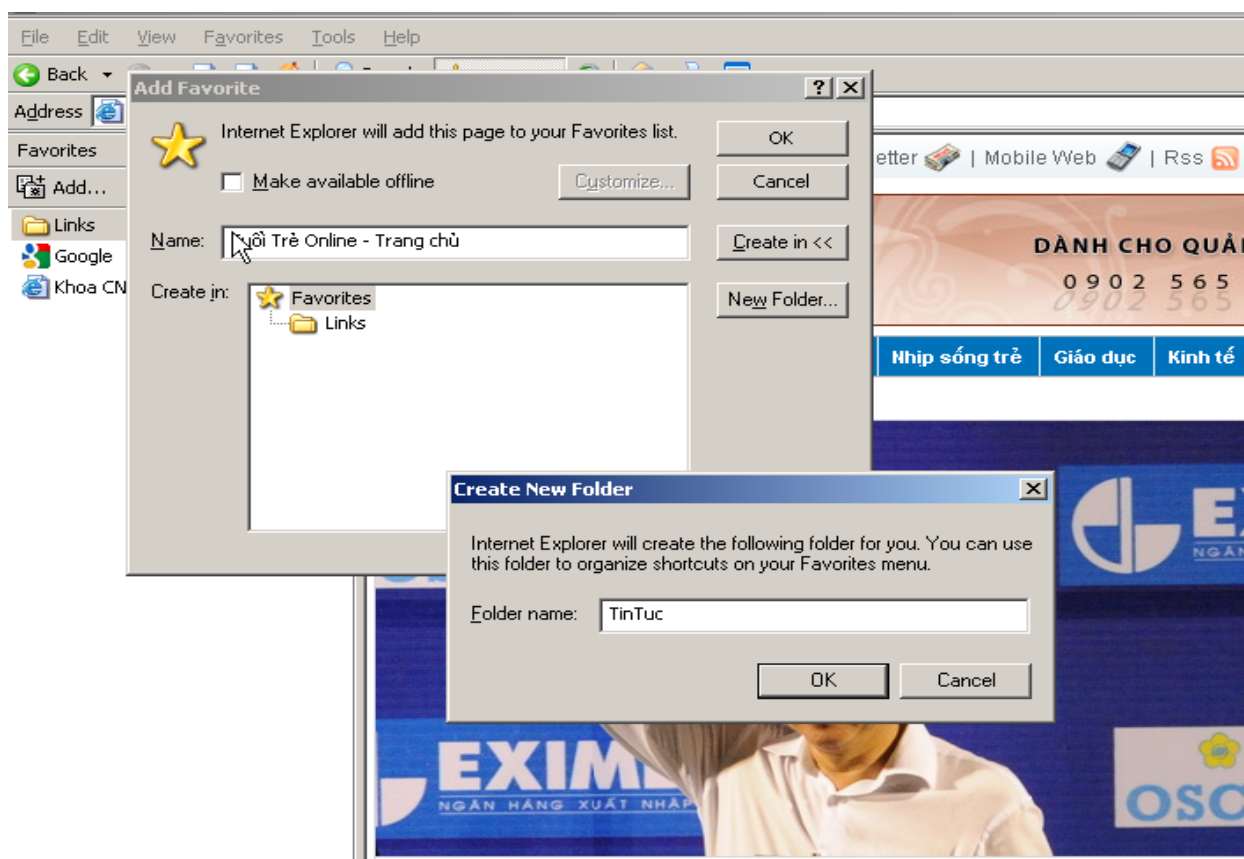 File Edit View Favorites Tools Help
Back
Add Favorite
Address
Internet Explorer will add this page to your Favorites list.
OK
Favorites
etter | Mobile Web | Rss
Make available offline
Customize...
Cancel
Add...
Links
Name:
Trẻ Online - Trang chủ
Create in <<
DÀNH CHO QUẢ
Google
Khoa CN
Create in:
Favorites
Links
New Folder...
0902 565
0902 565
Nhịp sống trẻ Giáo dục Kinh tế
Create New Folder
Internet Explorer will create the following folder for you. You can use
this folder to organize shortcuts on your Favorites menu.
Folder name: TinTuc
OK Cancel
EXIM
NGÂN HÀNG XUẤT NHẬP
OSC